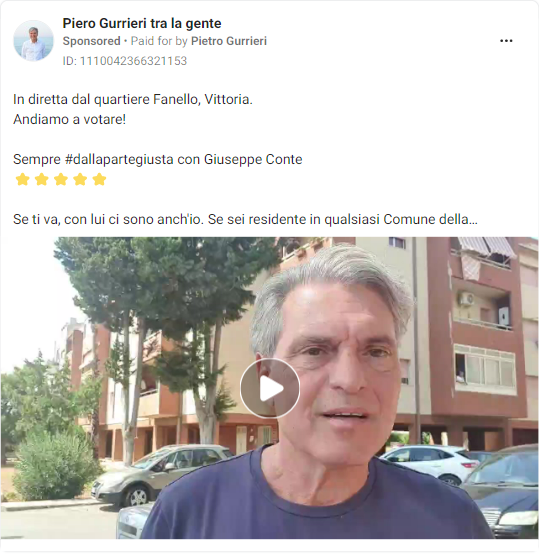 Piero Gurrieri tra la gente
Sponsored • Paid for by Pietro Gurrieri
ID: 1110042366321153
In diretta dal quartiere Fanello, Vittoria.
Andiamo a votare!
Sempre #dallapartegiusta con Giuseppe Conte
Se ti va, con lui ci sono anch'io. Se sei residente in qualsiasi Comune della...